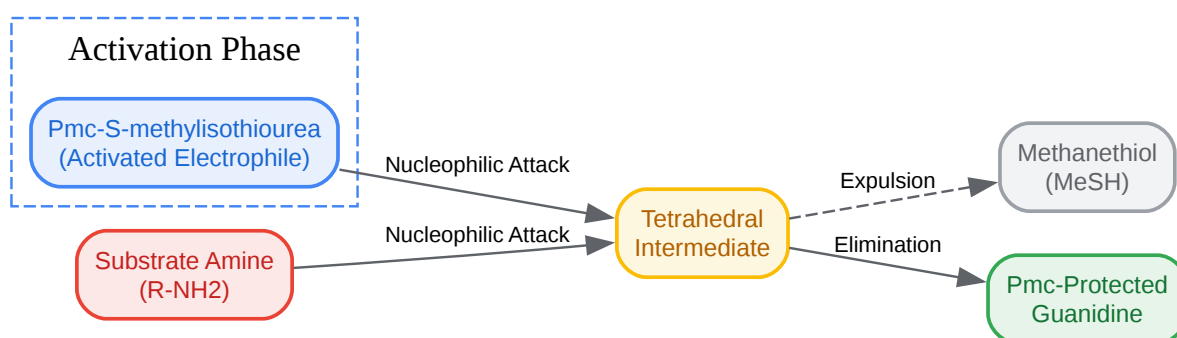 Activation Phase
Pmc-S-methylisothiourea
(Activated Electrophile)
Nucleophilic Attack
Substrate Amine
(R-NH2)
Nucleophilic Attack
Tetrahedral
Intermediate
Expulsion
Elimination
Methanethiol
(MeSH)
Pmc-Protected
Guanidine